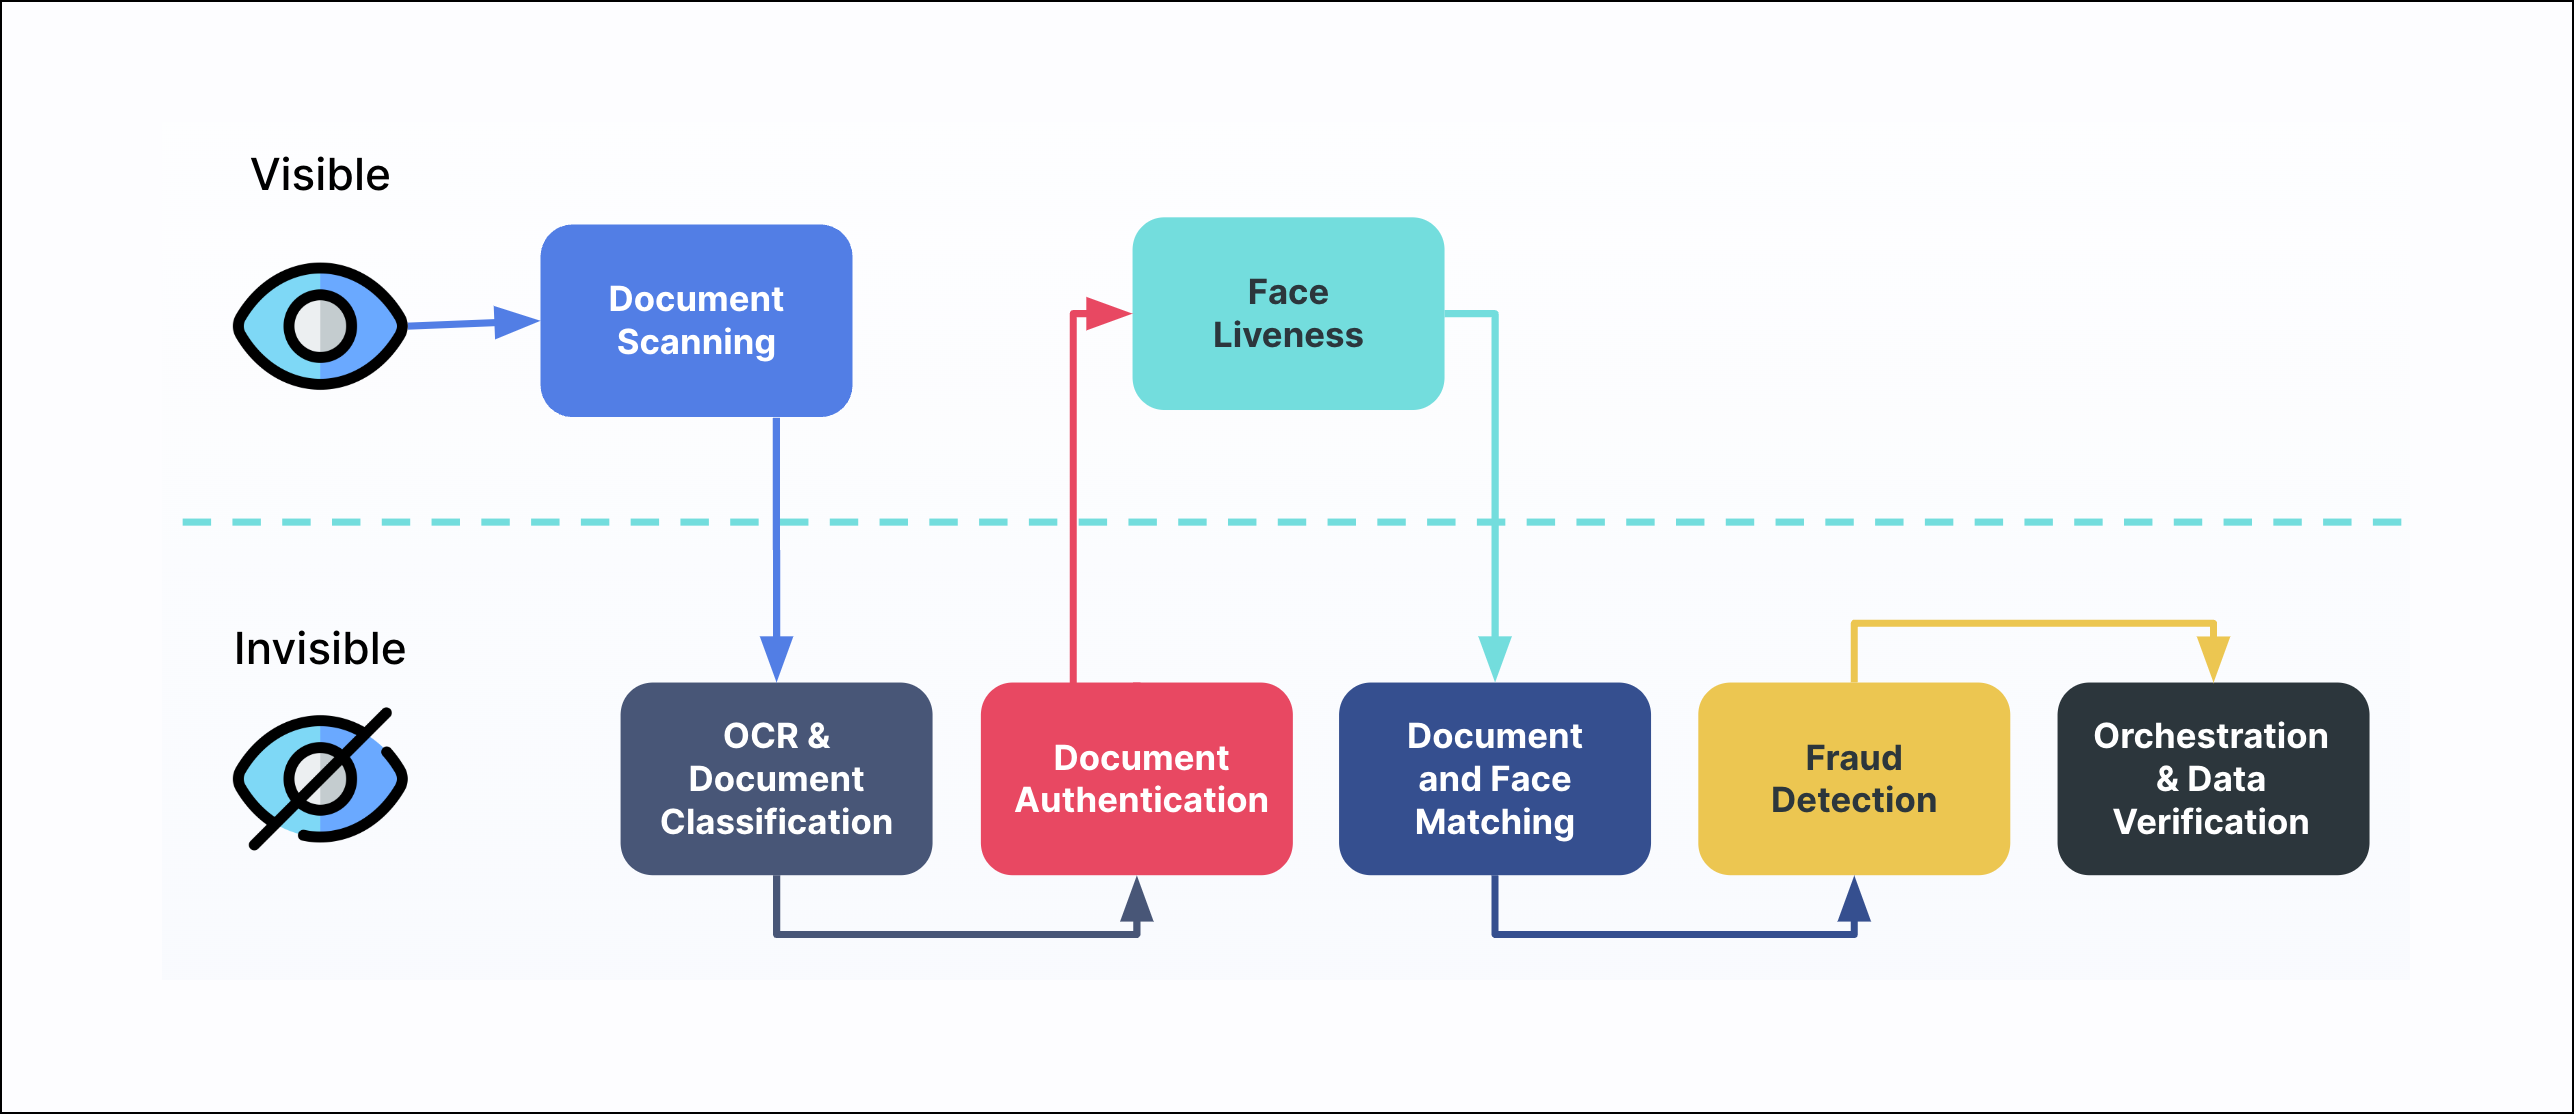 Visible
Document
Scanning
Face
Liveness
Invisible
OCR &
Document
Classification
Document
Authentication
Document
and Face
Matching
Fraud
Detection
Orchestration
& Data
Verification